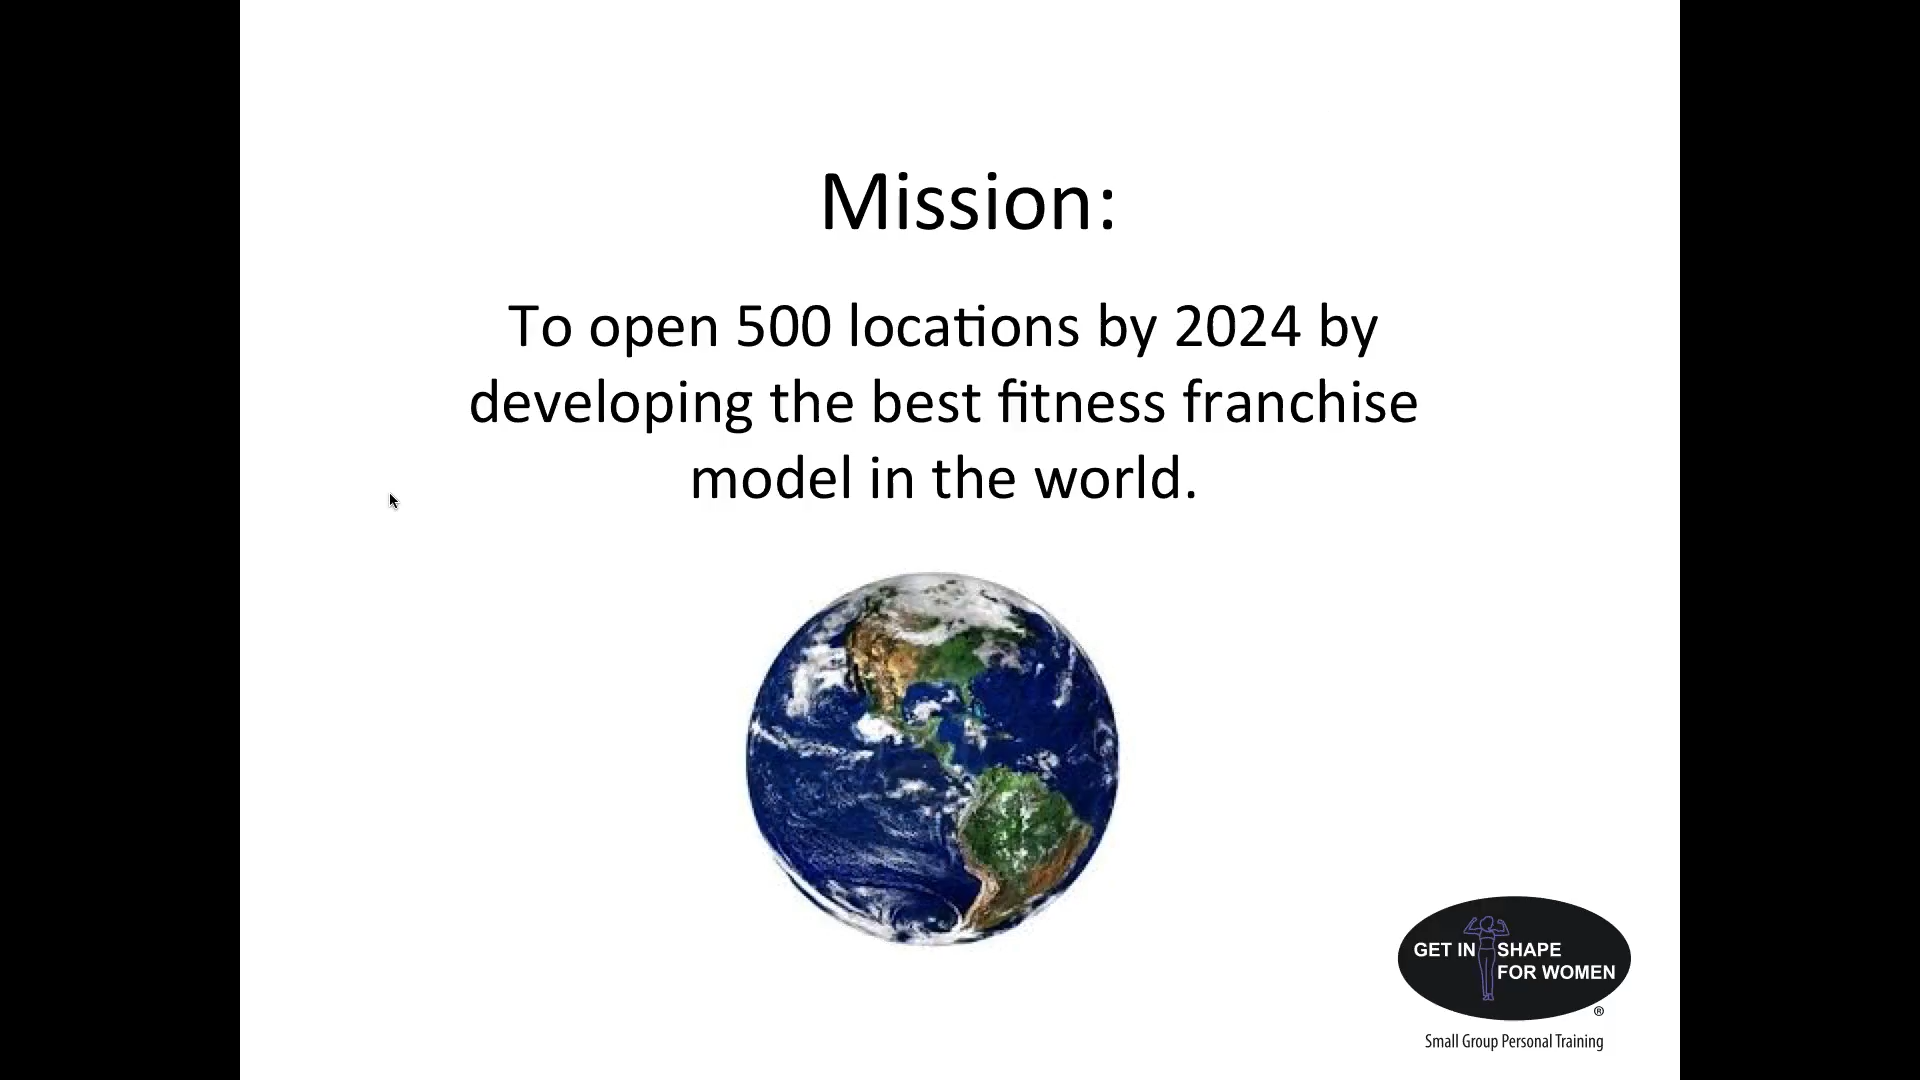 Mission:
To open 500 locations by 2024 by
developing the best fitness franchise
model in the world.
GET IN SHAPE
FOR WOMEN
®
Small Group Personal Training